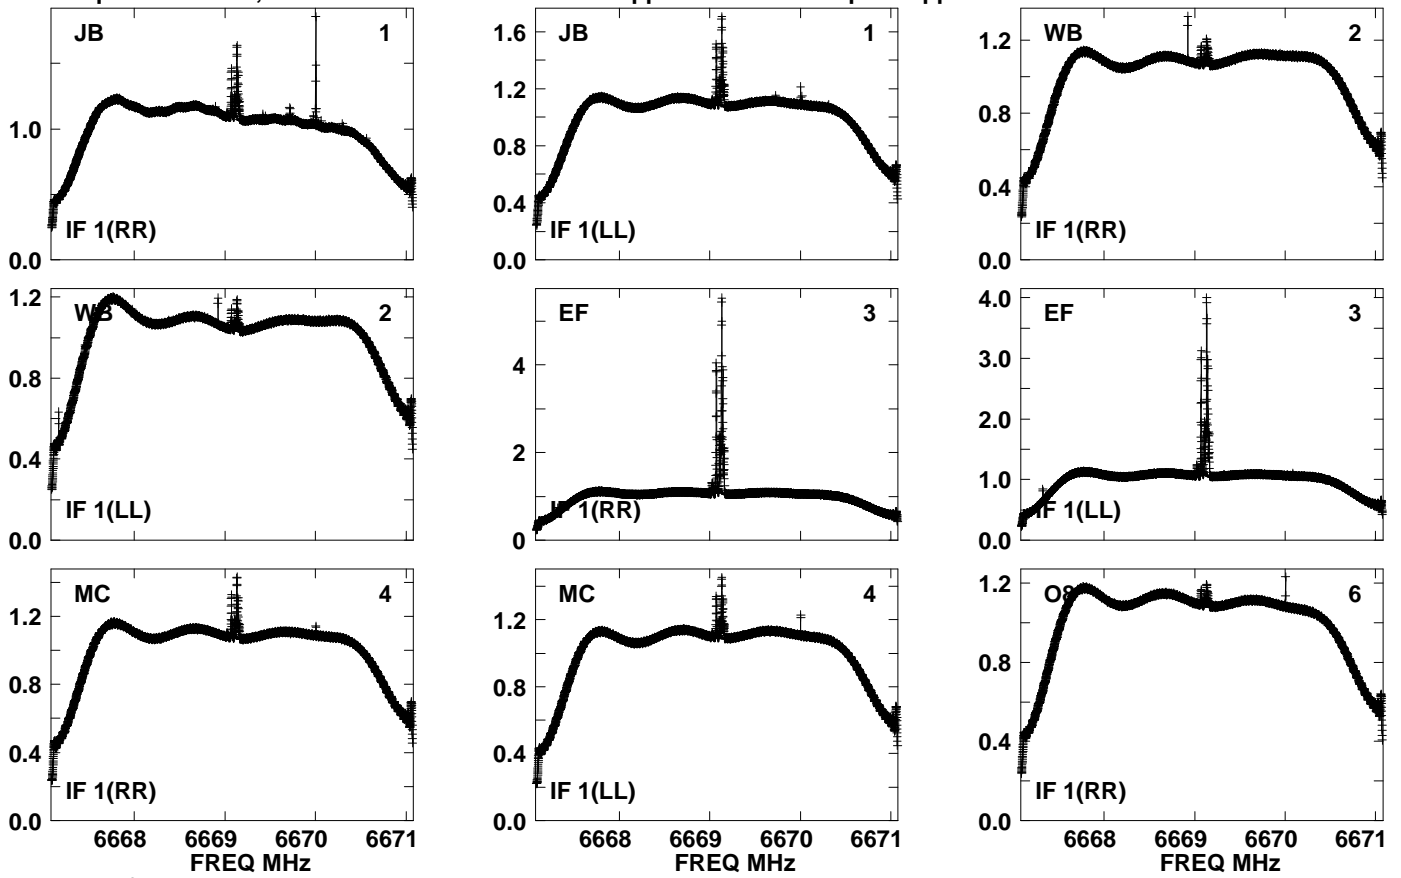 JB 1
1.0
0.0
IF 1(RR)
JB 1
1.6
1.2
0.8
0.4
0.0
IF 1(LL)
WB 2
1.2
0.8
0.4
0.0
IF 1(RR)
WB 2
1.2
0.8
0.4
0.0
IF 1(LL)
EF 3
4
2
0
IF 1(RR)
EF 3
4.0
3.0
2.0
1.0
0.0
IF 1(LL)
MC 4
1.2
0.8
0.4
0.0
IF 1(RR)
6668 6669 6670 6671
FREQ MHz
MC 4
1.2
0.8
0.4
0.0
IF 1(LL)
6668 6669 6670 6671
FREQ MHz
O8 6
1.2
0.8
0.4
0.0
IF 1(RR)
6668 6669 6670 6671
FREQ MHz